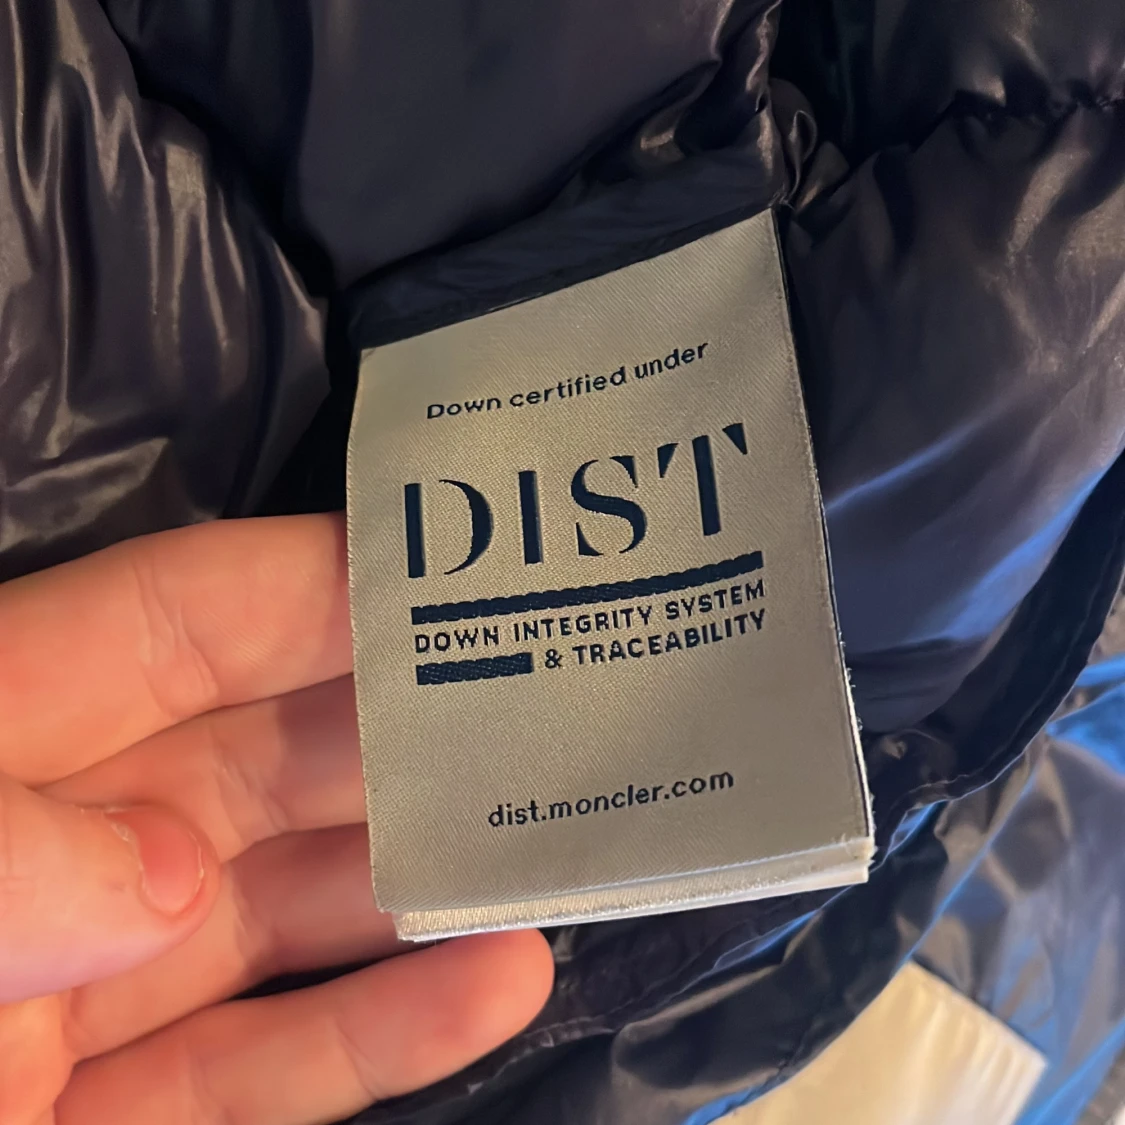 Down certified under
DIST
DOWN INTEGRITY SYSTEM
& TRACEABILITY
dist.moncler.com